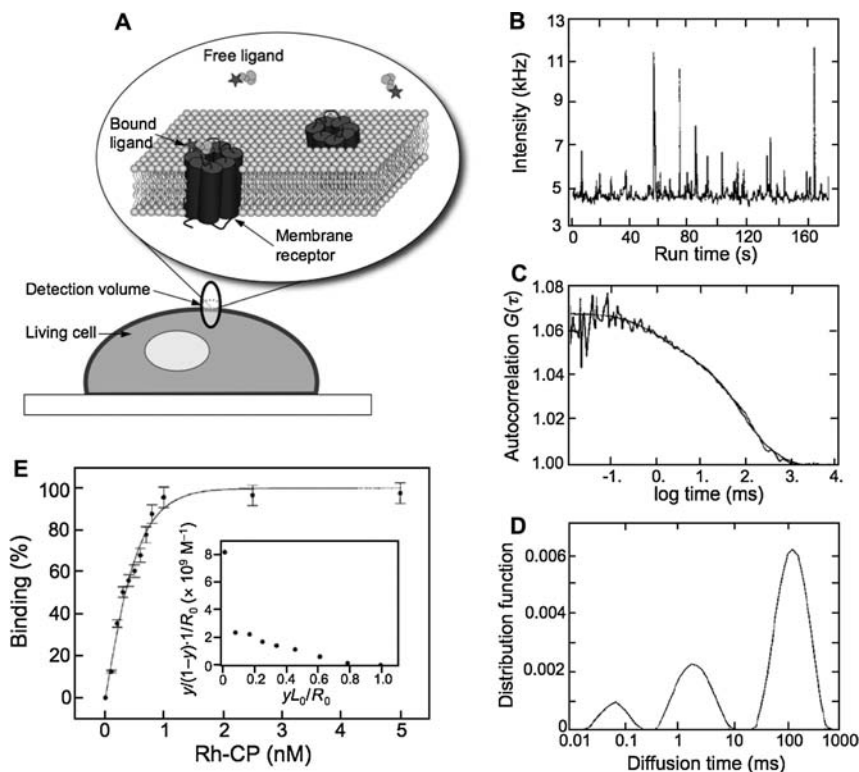 A
Free ligand
Bound
ligand
Membrane
receptor
Detection volume
Living cell
B
Intensity (kHz)
11
9
7
5
3
0 40 80 120 160
Run time (s)
C
Autocorrelation G(τ)
1.08
1.06
1.04
1.02
1.00
-1. 0. 1. 2. 3. 4.
log time (ms)
D
Distribution function
0.006
0.004
0.002
0.000
0.01 0.1 1 10 100 1000
Diffusion time (ms)
E
Binding (%)
100
80
60
40
20
0
0 1 2 3 4 5
Rh-CP (nM)
y/(1–y)·1/R₀ (× 10⁹ M⁻¹)
8
6
4
2
0
0 0.2 0.4 0.6 0.8 1.0
yL₀/R₀